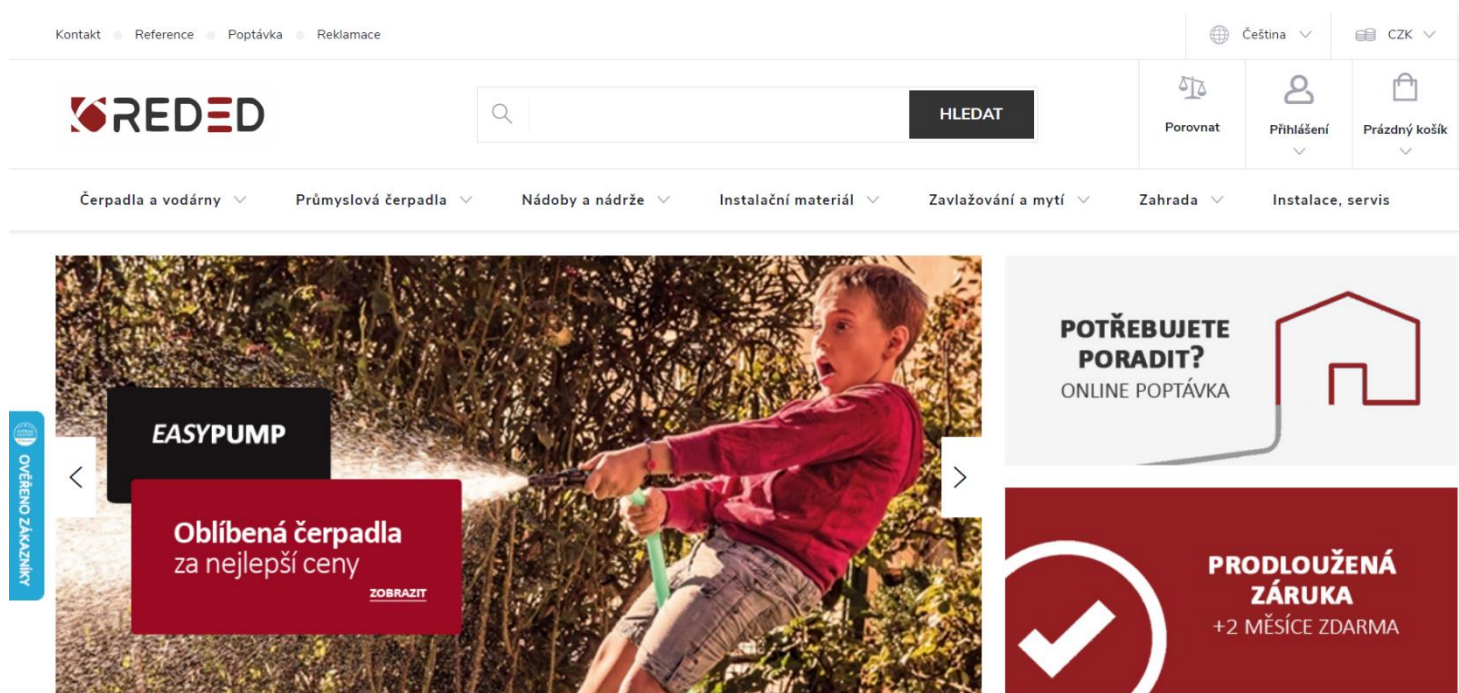 Kontakt Reference Poptávka Reklamace Čeština CZK
REDED
HLEDAT
Porovnat Přihlášení Prázdný košík
Čerpadla a vodárny Průmyslová čerpadla Nádoby a nádrže Instalační materiál Zavlažování a mytí Zahrada Instalace, servis
EASYPUMP
Oblíbená čerpadla
za nejlepší ceny
ZOBRAZIT
POTŘEBUJETE
PORADIT?
ONLINE POPTÁVKA
PRODLOUŽENÁ
ZÁRUKA
+2 MĚSÍCE ZDARMA
OVĚŘENO ZÁKAZNÍKY